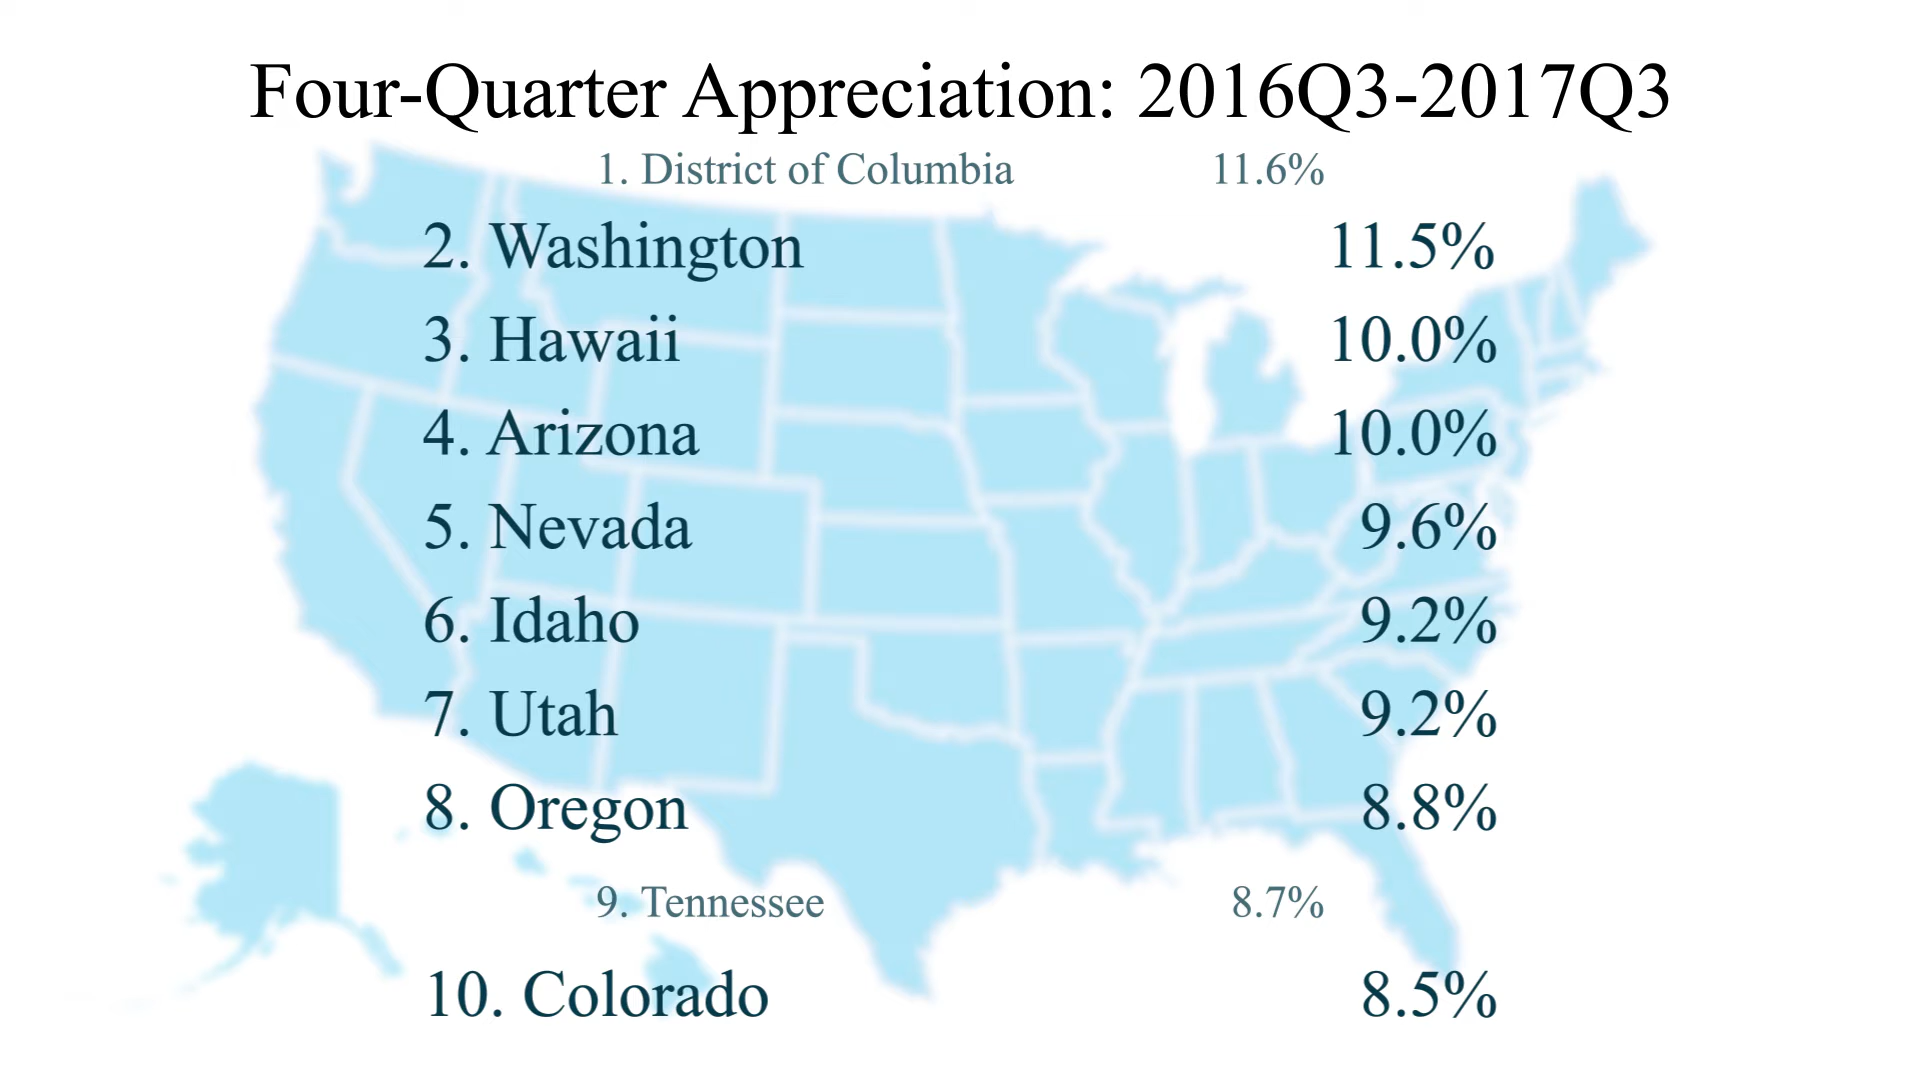 Four-Quarter Appreciation: 2016Q3-2017Q3
1. District of Columbia 11.6%
2. Washington 11.5%
3. Hawaii 10.0%
4. Arizona 10.0%
5. Nevada 9.6%
6. Idaho 9.2%
7. Utah 9.2%
8. Oregon 8.8%
9. Tennessee 8.7%
10. Colorado 8.5%